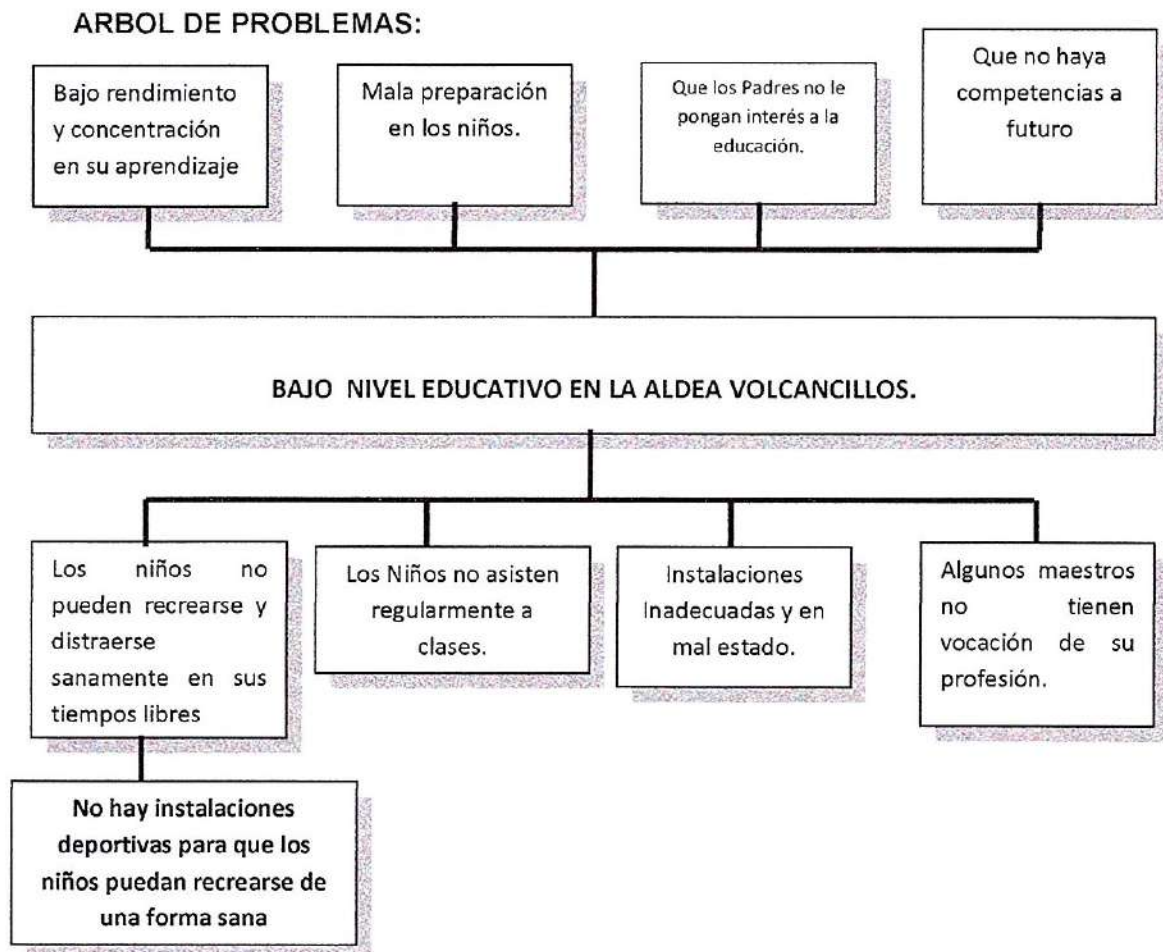 ARBOL DE PROBLEMAS:
Bajo rendimiento
y concentración
en su aprendizaje
Mala preparación
en los niños.
Que los Padres no le
pongan interés a la
educación.
Que no haya
competencias a
futuro
BAJO NIVEL EDUCATIVO EN LA ALDEA VOLCANCILLOS.
Los niños no
pueden recrearse y
distraerse
sanamente en sus
tiempos libres
Los Niños no asisten
regularmente a
clases.
Instalaciones
Inadecuadas y en
mal estado.
Algunos maestros
no tienen
vocación de su
profesión.
No hay instalaciones
deportivas para que los
niños puedan recrearse de
una forma sana